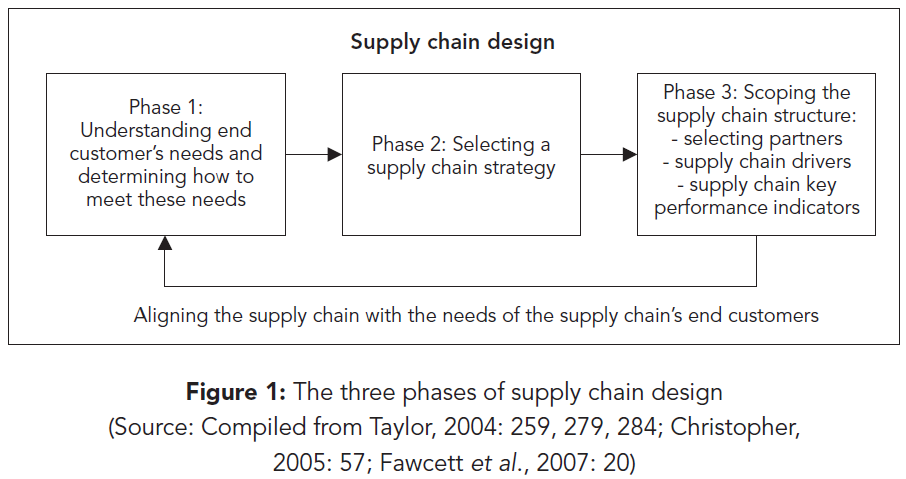 Supply chain design
Phase 1:
Understanding end
customer’s needs and
determining how to
meet these needs
Phase 2: Selecting a
supply chain strategy
Phase 3: Scoping the
supply chain structure:
- selecting partners
- supply chain drivers
- supply chain key
performance indicators
Aligning the supply chain with the needs of the supply chain’s end customers
Figure 1: The three phases of supply chain design
(Source: Compiled from Taylor, 2004: 259, 279, 284; Christopher,
2005: 57; Fawcett et al., 2007: 20)